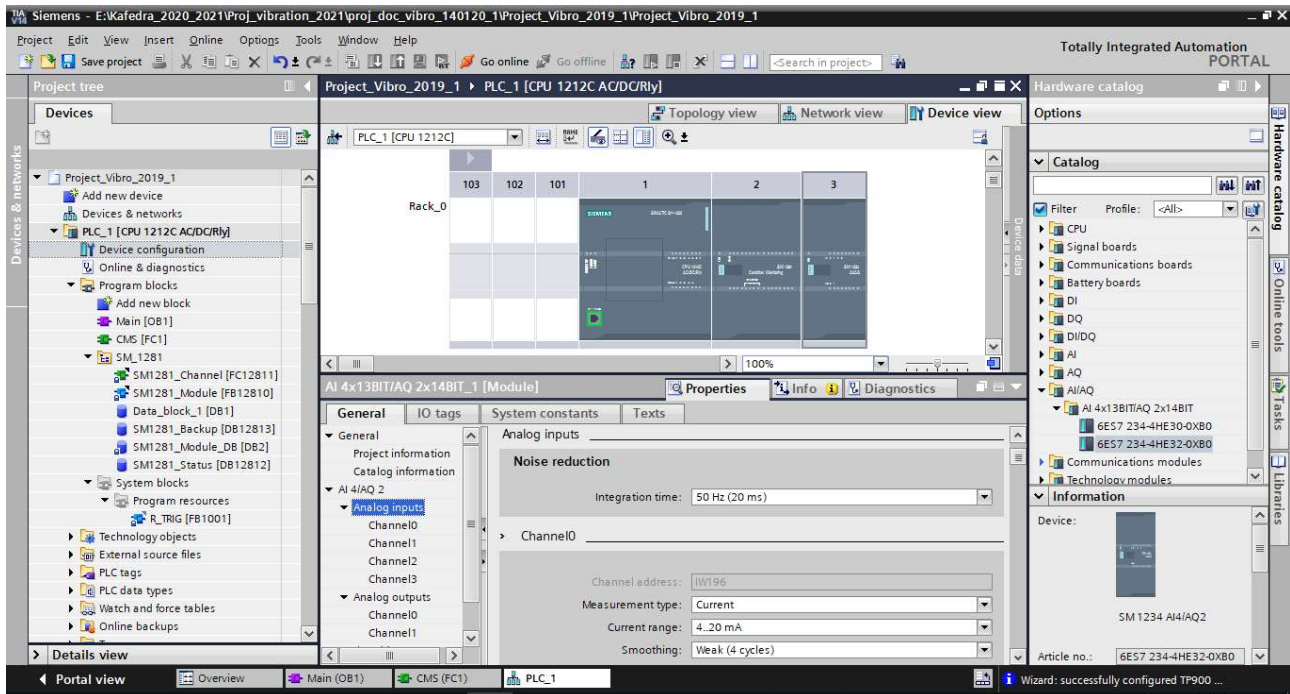 Siemens - E:\Kafedra_2020_2021\Proj_vibration_2021\proj_doc_vibro_140120_1\Project_Vibro_2019_1\Project_Vibro_2019_1
Project Edit View Insert Online Options Tools Window Help
Totally Integrated Automation
PORTAL
Save project Go online Go offline <Search in project>
Project tree
Devices
Devices & networks
Project_Vibro_2019_1
Add new device
Devices & networks
PLC_1 [CPU 1212C AC/DC/Rly]
Device configuration
Online & diagnostics
Program blocks
Add new block
Main [OB1]
CMS [FC1]
SM_1281
SM1281_Channel [FC12811]
SM1281_Module [FB12810]
Data_block_1 [DB1]
SM1281_Backup [DB12813]
SM1281_Module_DB [DB2]
SM1281_Status [DB12812]
System blocks
Program resources
R_TRIG [FB1001]
Technology objects
External source files
PLC tags
PLC data types
Watch and force tables
Online backups
Details view
Project_Vibro_2019_1 PLC_1 [CPU 1212C AC/DC/Rly]
Topology view Network view Device view
PLC_1 [CPU 1212C]
103 102 101 1 2 3
Rack_0
SIEMENS
Device data
100%
AI 4x13BIT/AQ 2x14BIT_1 [Module]
Properties Info Diagnostics
General IO tags System constants Texts
General
Project information
Catalog information
AI 4/AQ 2
Analog inputs
Channel0
Channel1
Channel2
Channel3
Analog outputs
Channel0
Channel1
Analog inputs
Noise reduction
Integration time: 50 Hz (20 ms)
Channel0
Channel address: IW196
Measurement type: Current
Current range: 4..20 mA
Smoothing: Weak (4 cycles)
Hardware catalog
Options
Catalog
Filter Profile: <All>
CPU
Signal boards
Communications boards
Battery boards
DI
DQ
DI/DQ
AI
AQ
AI/AQ
AI 4x13BIT/AQ 2x14BIT
6ES7 234-4HE30-0XB0
6ES7 234-4HE32-0XB0
Communications modules
Technology modules
Information
Device:
SM 1234 AI4/AQ2
Article no.: 6ES7 234-4HE32-0XB0
Hardware catalog
Online tools
Tasks
Libraries
Portal view Overview Main (OB1) CMS (FC1) PLC_1
Wizard: successfully configured TP900 ...